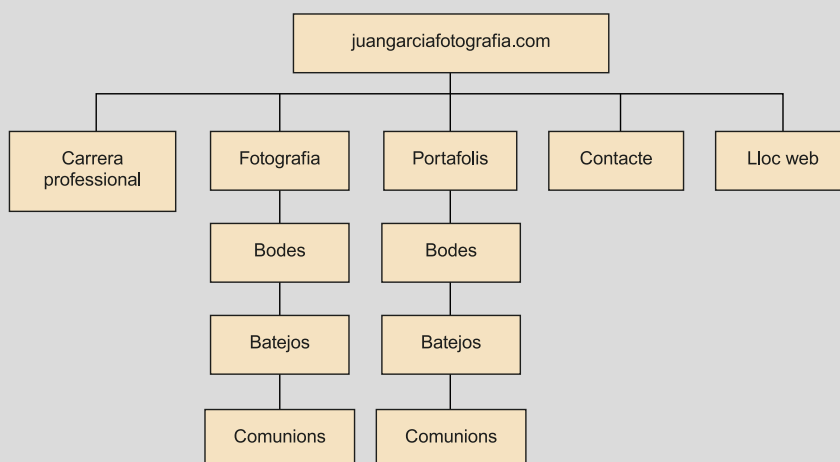 juangarciafotografia.com
Carrera
professional
Fotografia
Portafolis
Contacte
Lloc web
Bodes
Bodes
Batejos
Batejos
Comunions
Comunions